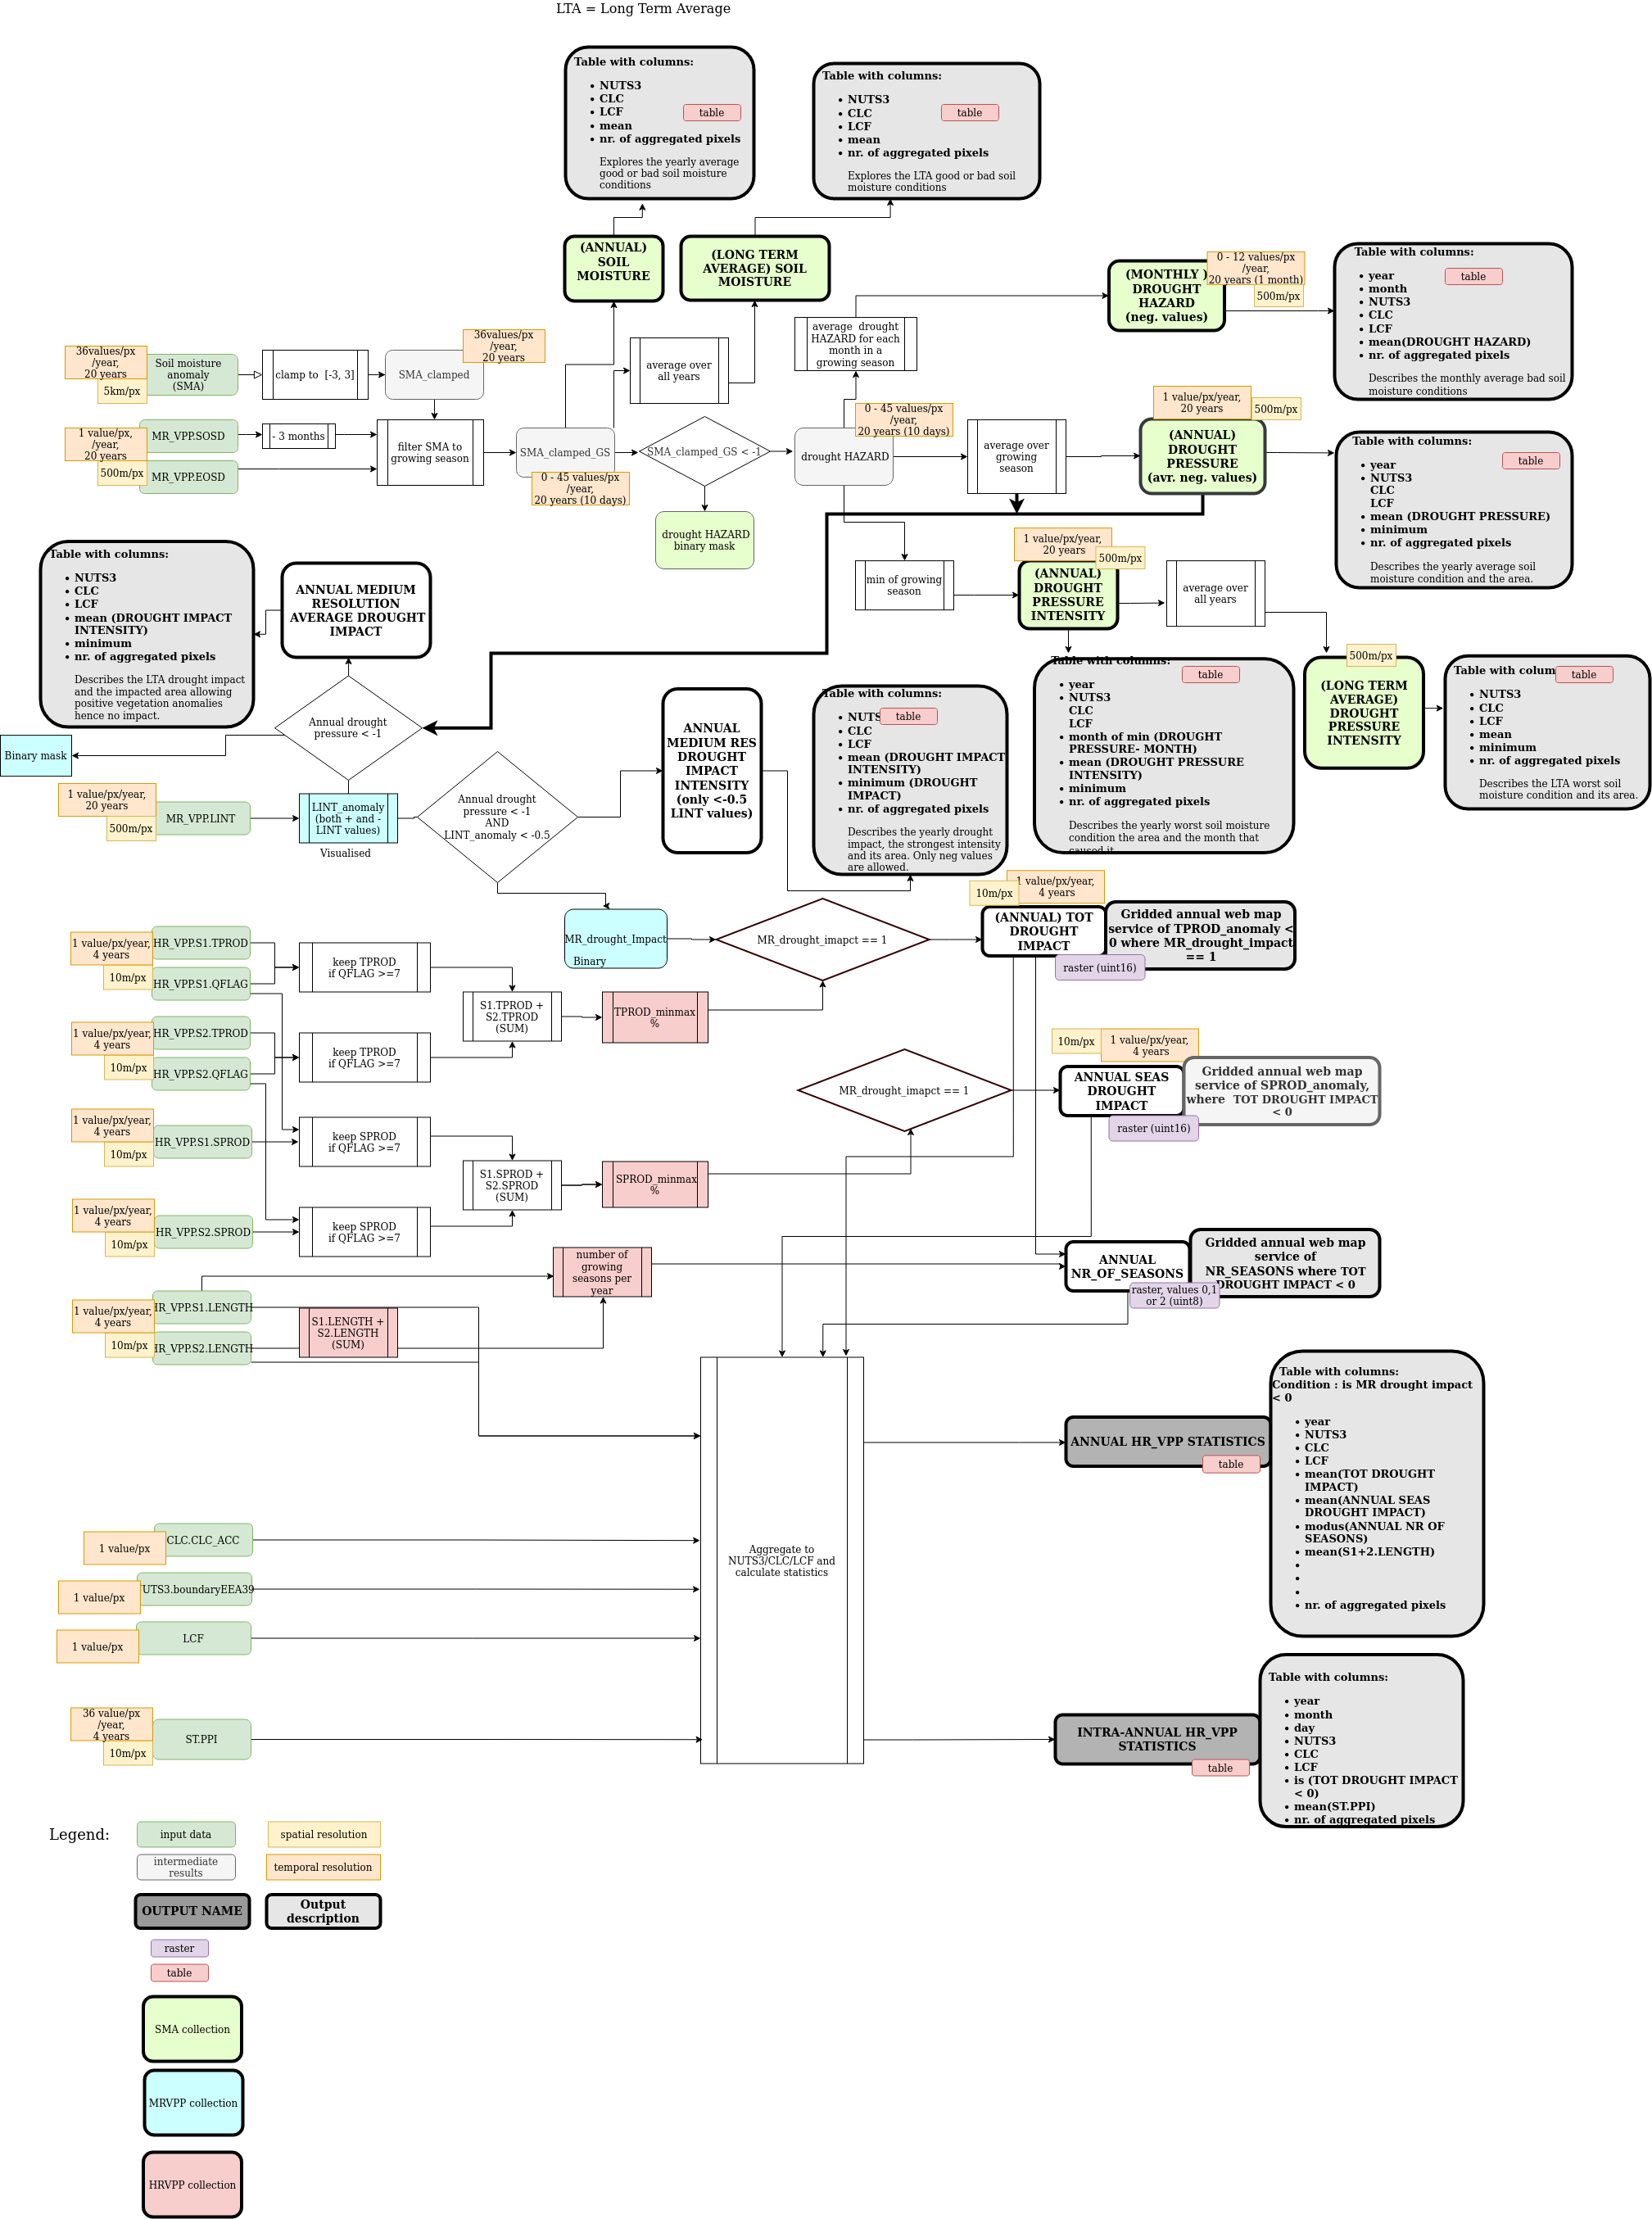 LTA = Long Term Average
Table with columns:
• NUTS3
• CLC
• LCF
• mean
• nr. of aggregated pixels
table
Explores the yearly average
good or bad soil moisture
conditions
Table with columns:
• NUTS3
• CLC
• LCF
• mean
• nr. of aggregated pixels
table
Explores the LTA good or bad soil
moisture conditions
(ANNUAL)
SOIL
MOISTURE
(LONG TERM
AVERAGE) SOIL
MOISTURE
(MONTHLY )
DROUGHT
HAZARD
(neg. values)
0 - 12 values/px
/year,
20 years (1 month)
500m/px
Table with columns:
• year
• month
• NUTS3
• CLC
• LCF
• mean(DROUGHT HAZARD)
• nr. of aggregated pixels
table
Describes the monthly average bad soil
moisture conditions
36values/px
/year,
20 years
5km/px
Soil moisture
anomaly
(SMA)
clamp to [-3, 3]
SMA_clamped
36values/px
/year,
20 years
average over
all years
average drought
HAZARD for each
month in a
growing season
1 value/px,
/year,
20 years
500m/px
MR_VPP.SOSD
MR_VPP.EOSD
- 3 months
filter SMA to
growing season
SMA_clamped_GS
0 - 45 values/px
/year,
20 years (10 days)
SMA_clamped_GS < -1
drought HAZARD
0 - 45 values/px
/year,
20 years (10 days)
average over
growing
season
1 value/px/year,
20 years
500m/px
(ANNUAL)
DROUGHT
PRESSURE
(avr. neg. values)
Table with columns:
• year
• NUTS3
CLC
LCF
• mean (DROUGHT PRESSURE)
• minimum
• nr. of aggregated pixels
table
Describes the yearly average soil
moisture condition and the area.
drought HAZARD
binary mask
Table with columns:
• NUTS3
• CLC
• LCF
• mean (DROUGHT IMPACT
INTENSITY)
• minimum
• nr. of aggregated pixels
Describes the LTA drought impact
and the impacted area allowing
positive vegetation anomalies
hence no impact.
ANNUAL MEDIUM
RESOLUTION
AVERAGE DROUGHT
IMPACT
min of growing
season
1 value/px/year,
20 years
500m/px
(ANNUAL)
DROUGHT
PRESSURE
INTENSITY
average over
all years
500m/px
(LONG TERM
AVERAGE)
DROUGHT
PRESSURE
INTENSITY
Table with colum
table
• NUTS3
• CLC
• LCF
• mean
• minimum
• nr. of aggregated pixels
Describes the LTA worst soil
moisture condition and its area.
Table with columns:
table
• year
• NUTS3
CLC
LCF
• month of min (DROUGHT
PRESSURE- MONTH)
• mean (DROUGHT PRESSURE
INTENSITY)
• minimum
• nr. of aggregated pixels
Describes the yearly worst soil moisture
condition the area and the month that
caused it
Annual drought
pressure < -1
Binary mask
ANNUAL
MEDIUM RES
DROUGHT
IMPACT
INTENSITY
(only <-0.5
LINT values)
Table with columns:
• NUTS
table
• CLC
• LCF
• mean (DROUGHT IMPACT
INTENSITY)
• minimum (DROUGHT
IMPACT)
• nr. of aggregated pixels
Describes the yearly drought
impact, the strongest intensity
and its area. Only neg values
are allowed.
1 value/px/year,
20 years
500m/px
MR_VPP.LINT
LINT_anomaly
(both + and -
LINT values)
Visualised
Annual drought
pressure < -1
AND
LINT_anomaly < -0.5
MR_drought_Impact
Binary
MR_drought_imapct == 1
10m/px
1 value/px/year,
4 years
(ANNUAL) TOT
DROUGHT
IMPACT
Gridded annual web map
service of TPROD_anomaly <
0 where MR_drought_impact
== 1
raster (uint16)
1 value/px/year,
4 years
10m/px
HR_VPP.S1.TPROD
HR_VPP.S1.QFLAG
keep TPROD
if QFLAG >=7
S1.TPROD +
S2.TPROD
(SUM)
TPROD_minmax
%
1 value/px/year,
4 years
10m/px
HR_VPP.S2.TPROD
HR_VPP.S2.QFLAG
keep TPROD
if QFLAG >=7
10m/px
1 value/px/year,
4 years
MR_drought_imapct == 1
ANNUAL SEAS
DROUGHT
IMPACT
Gridded annual web map
service of SPROD_anomaly,
where TOT DROUGHT IMPACT
< 0
raster (uint16)
1 value/px/year,
4 years
10m/px
HR_VPP.S1.SPROD
keep SPROD
if QFLAG >=7
S1.SPROD +
S2.SPROD
(SUM)
SPROD_minmax
%
1 value/px/year,
4 years
10m/px
HR_VPP.S2.SPROD
keep SPROD
if QFLAG >=7
number of
growing
seasons per
year
ANNUAL
NR_OF_SEASONS
Gridded annual web map
service of
NR_SEASONS where TOT
DROUGHT IMPACT < 0
raster, values 0,1
or 2 (uint8)
1 value/px/year,
4 years
10m/px
HR_VPP.S1.LENGTH
HR_VPP.S2.LENGTH
S1.LENGTH +
S2.LENGTH
(SUM)
Aggregate to
NUTS3/CLC/LCF and
calculate statistics
ANNUAL HR_VPP STATISTICS
table
Table with columns:
Condition : is MR drought impact
< 0
• year
• NUTS3
• CLC
• LCF
• mean(TOT DROUGHT
IMPACT)
• mean(ANNUAL SEAS
DROUGHT IMPACT)
• modus(ANNUAL NR OF
SEASONS)
• mean(S1+2.LENGTH)
•
•
•
• nr. of aggregated pixels
1 value/px
CLC.CLC_ACC
1 value/px
UTS3.boundaryEEA39
1 value/px
LCF
36 value/px
/year,
4 years
10m/px
ST.PPI
INTRA-ANNUAL HR_VPP
STATISTICS
table
Table with columns:
• year
• month
• day
• NUTS3
• CLC
• LCF
• is (TOT DROUGHT IMPACT
< 0)
• mean(ST.PPI)
• nr. of aggregated pixels
Legend:
input data
spatial resolution
intermediate
results
temporal resolution
OUTPUT NAME
Output
description
raster
table
SMA collection
MRVPP collection
HRVPP collection